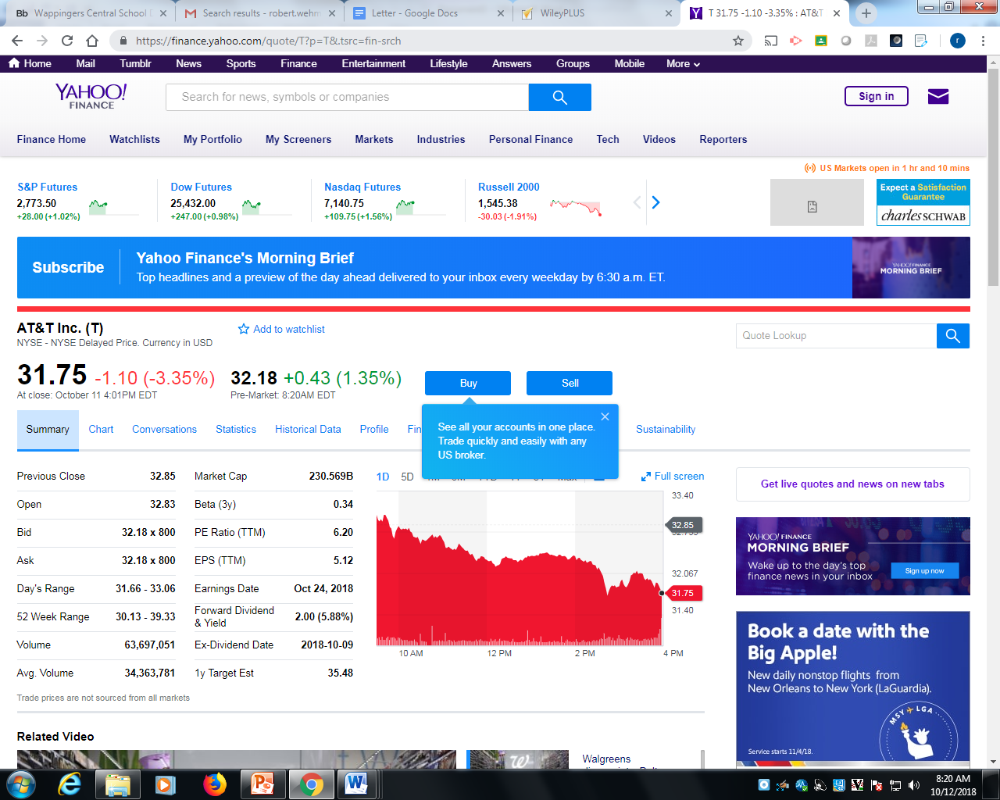 Bb Wappingers Central School D
Search results - robert.wehm
Letter - Google Docs
WileyPLUS
T 31.75 -1.10 -3.35% : AT&T
https://finance.yahoo.com/quote/T?p=T&.tsrc=fin-srch
r
Home Mail Tumblr News Sports Finance Entertainment Lifestyle Answers Groups Mobile More
YAHOO!
FINANCE
Search for news, symbols or companies
Sign in
Finance Home Watchlists My Portfolio My Screeners Markets Industries Personal Finance Tech Videos Reporters
US Markets open in 1 hr and 10 mins
S&P Futures
2,773.50
+28.00 (+1.02%)
Dow Futures
25,432.00
+247.00 (+0.98%)
Nasdaq Futures
7,140.75
+109.75 (+1.56%)
Russell 2000
1,545.38
-30.03 (-1.91%)
Expect a Satisfaction
Guarantee
charles SCHWAB
Subscribe
Yahoo Finance's Morning Brief
Top headlines and a preview of the day ahead delivered to your inbox every weekday by 6:30 a.m. ET.
YAHOO! FINANCE
MORNING BRIEF
AT&T Inc. (T)
NYSE - NYSE Delayed Price. Currency in USD
Add to watchlist
Quote Lookup
31.75 -1.10 (-3.35%)
At close: October 11 4:01PM EDT
32.18 +0.43 (1.35%)
Pre-Market: 8:20AM EDT
Buy
Sell
See all your accounts in one place.
Trade quickly and easily with any
US broker.
Summary Chart Conversations Statistics Historical Data Profile Fin Sustainability
Previous Close 32.85
Open 32.83
Bid 32.18 x 800
Ask 32.18 x 800
Day's Range 31.66 - 33.06
52 Week Range 30.13 - 39.33
Volume 63,697,051
Avg. Volume 34,363,781
Market Cap 230.569B
Beta (3y) 0.34
PE Ratio (TTM) 6.20
EPS (TTM) 5.12
Earnings Date Oct 24, 2018
Forward Dividend
& Yield 2.00 (5.88%)
Ex-Dividend Date 2018-10-09
1y Target Est 35.48
Trade prices are not sourced from all markets
1D 5D
Full screen
33.40
32.85
32.067
31.75
31.40
10 AM 12 PM 2 PM 4 PM
Get live quotes and news on new tabs
YAHOO! FINANCE
MORNING BRIEF
Wake up to the day's top
finance news in your inbox
Sign up now
Book a date with the
Big Apple!
New daily nonstop flights from
New Orleans to New York (LaGuardia).
MSY LGA
Service starts 11/4/18.
Related Video
Walgreens
8:20 AM
10/12/2018